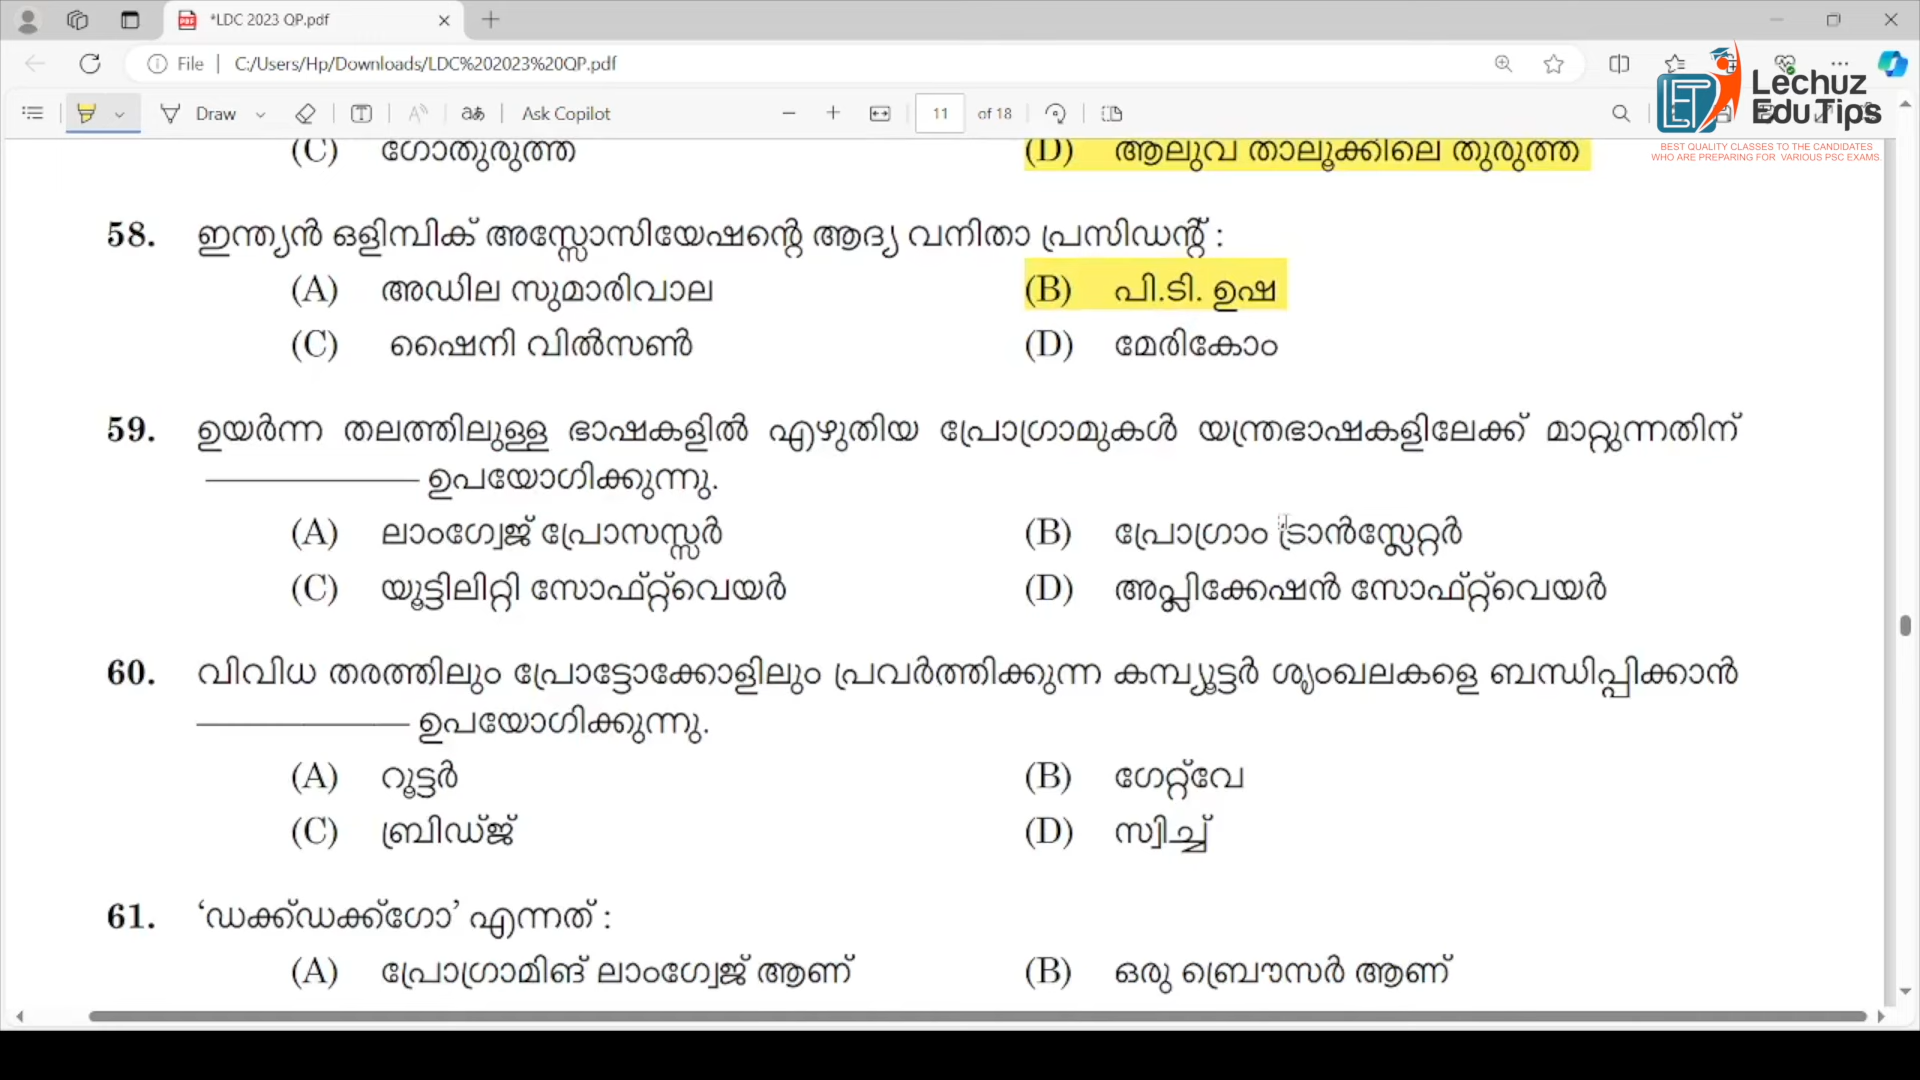 *LDC 2023 QP.pdf
File | C:/Users/Hp/Downloads/LDC%202023%20QP.pdf
Draw
aあ
Ask Copilot
11 of 18
LET
Lechuz
Edu Tips
BEST QUALITY CLASSES TO THE CANDIDATES
WHO ARE PREPARING FOR VARIOUS PSC EXAMS.
(C) ഗോതുരുത്ത (D) ആലുവ താലൂക്കിലെ തുരുത്ത
58. ഇന്ത്യൻ ഒളിമ്പിക് അസ്സോസിയേഷന്റെ ആദ്യ വനിതാ പ്രസിഡന്റ് :
(A) അഡില സുമാരിവാല (B) പി.ടി. ഉഷ
(C) ഷൈനി വിൽസൺ (D) മേരികോം
59. ഉയർന്ന തലത്തിലുള്ള ഭാഷകളിൽ എഴുതിയ പ്രോഗ്രാമുകൾ യന്ത്രഭാഷകളിലേക്ക് മാറ്റുന്നതിന്
ഉപയോഗിക്കുന്നു.
(A) ലാംഗ്വേജ് പ്രോസസ്സർ (B) പ്രോഗ്രാം ട്രാൻസ്ലേറ്റർ
(C) യൂട്ടിലിറ്റി സോഫ്റ്റ്‌വെയർ (D) അപ്ലിക്കേഷൻ സോഫ്റ്റ്‌വെയർ
60. വിവിധ തരത്തിലും പ്രോട്ടോക്കോളിലും പ്രവർത്തിക്കുന്ന കമ്പ്യൂട്ടർ ശൃംഖലകളെ ബന്ധിപ്പിക്കാൻ
ഉപയോഗിക്കുന്നു.
(A) റൂട്ടർ (B) ഗേറ്റ്‌വേ
(C) ബ്രിഡ്ജ് (D) സ്വിച്ച്
61. ‘ഡക്ക്ഡക്ക്ഗോ’ എന്നത് :
(A) പ്രോഗ്രാമിങ് ലാംഗ്വേജ് ആണ് (B) ഒരു ബ്രൌസർ ആണ്